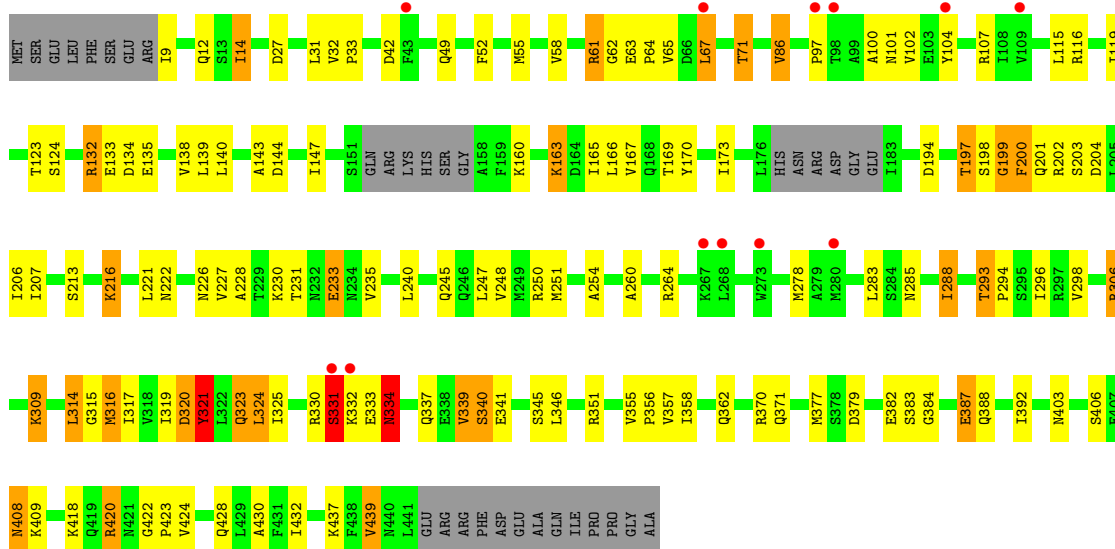 MET SER GLU LEU PHE SER GLU ARG I9 Q12 S13 I14 D27 L31 V32 P33 D42 F43 Q49 F52 M55 V58 R61 G62 E63 P64 V65 D66 L67 T71 V86 P97 T98 A99 A100 N101 V102 E103 Y104 R107 I108 V109 L115 R116 I119
T123 S124 R132 E133 D134 E135 V138 L139 L140 A143 D144 I147 S151 GLN ARG LYS HIS SER GLY A158 F159 K160 K163 D164 I165 L166 V167 Q168 T169 Y170 I173 L176 HIS ASN ARG ASP GLY GLU I183 D194 T197 S198 G199 F200 Q201 R202 S203 D204 L205
I206 I207 S213 K216 L221 N222 N226 V227 A228 T229 K230 T231 N232 E233 N234 V235 L240 Q245 Q246 L247 V248 M249 R250 M251 A254 A260 R264 K267 L268 W273 M278 A279 M280 L283 S284 N285 I288 T293 P294 S295 I296 R297 V298
K309 L314 G315 M316 I317 V318 I319 D320 Y321 L322 Q323 L324 I325 R330 S331 K332 E333 N334 Q337 E338 V339 S340 E341 S345 L346 R351 V355 P356 V357 I358 Q362 R370 Q371 M377 S378 D379 E382 S383 G384 E387 Q388 I392 N403 S406
N408 K409 K418 Q419 R420 N421 G422 P423 V424 Q428 L429 A430 F431 I432 K437 F438 V439 N440 L441 GLU ARG ARG PHE ASP GLU ALA GLN ILE PRO PRO GLY ALA